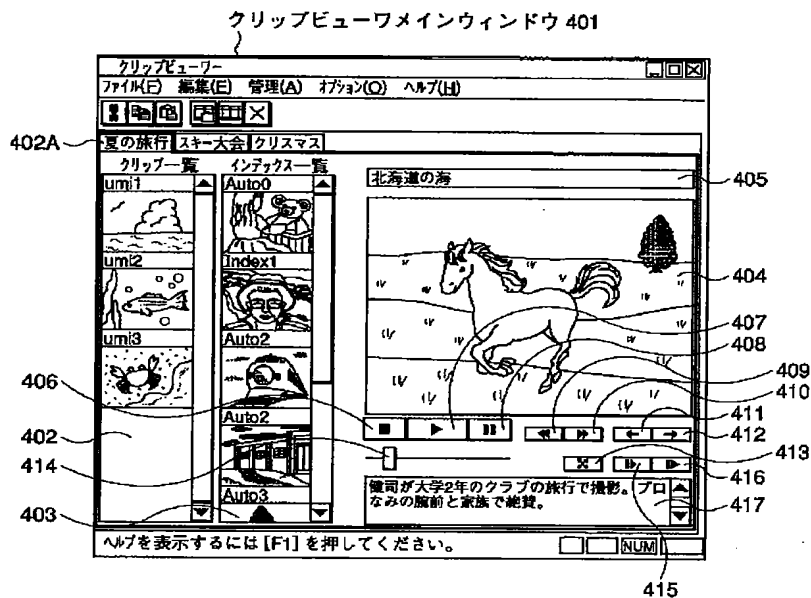 クリップビューワメインウィンドウ 401
クリップビューワー
ファイル(F) 編集(E) 管理(A) オプション(O) ヘルプ(H)
402A
夏の旅行 スキー大会 クリスマス
クリップ一覧 インデックス一覧
umi1
umi2
umi3
Auto0
Index1
Auto2
Auto2
Auto3
北海道の海
405
404
407
408
409
410
411
412
413
416
417
415
406
402
414
403
健司が大学2年のクラブの旅行で撮影。プロ
なみの腕前と家族で絶賛。
ヘルプを表示するには [F1] を押してください。
NUM